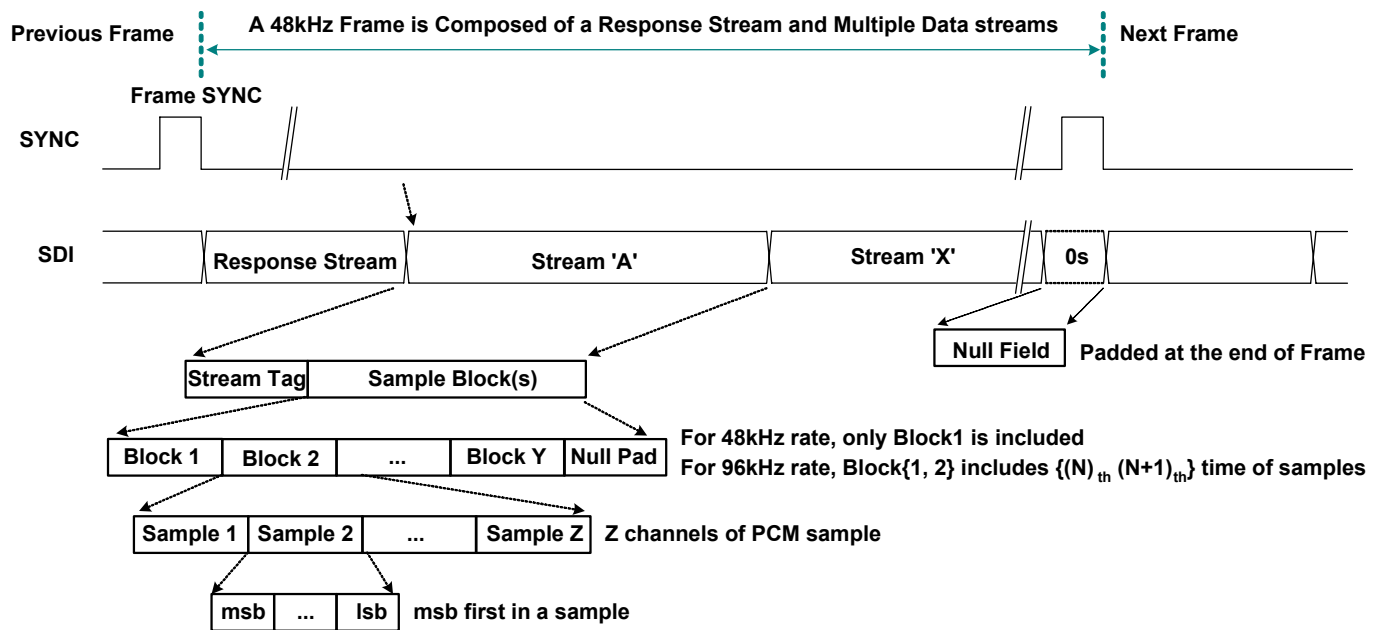 A 48kHz Frame is Composed of a Response Stream and Multiple Data streams
Previous Frame
Next Frame
Frame SYNC
SYNC
SDI
Response Stream
Stream 'A'
Stream 'X'
0s
Null Field
Padded at the end of Frame
Stream Tag
Sample Block(s)
Block 1
Block 2
...
Block Y
Null Pad
For 48kHz rate, only Block1 is included
For 96kHz rate, Block{1, 2} includes {(N)th (N+1)th} time of samples
Sample 1
Sample 2
...
Sample Z
Z channels of PCM sample
msb
...
lsb
msb first in a sample